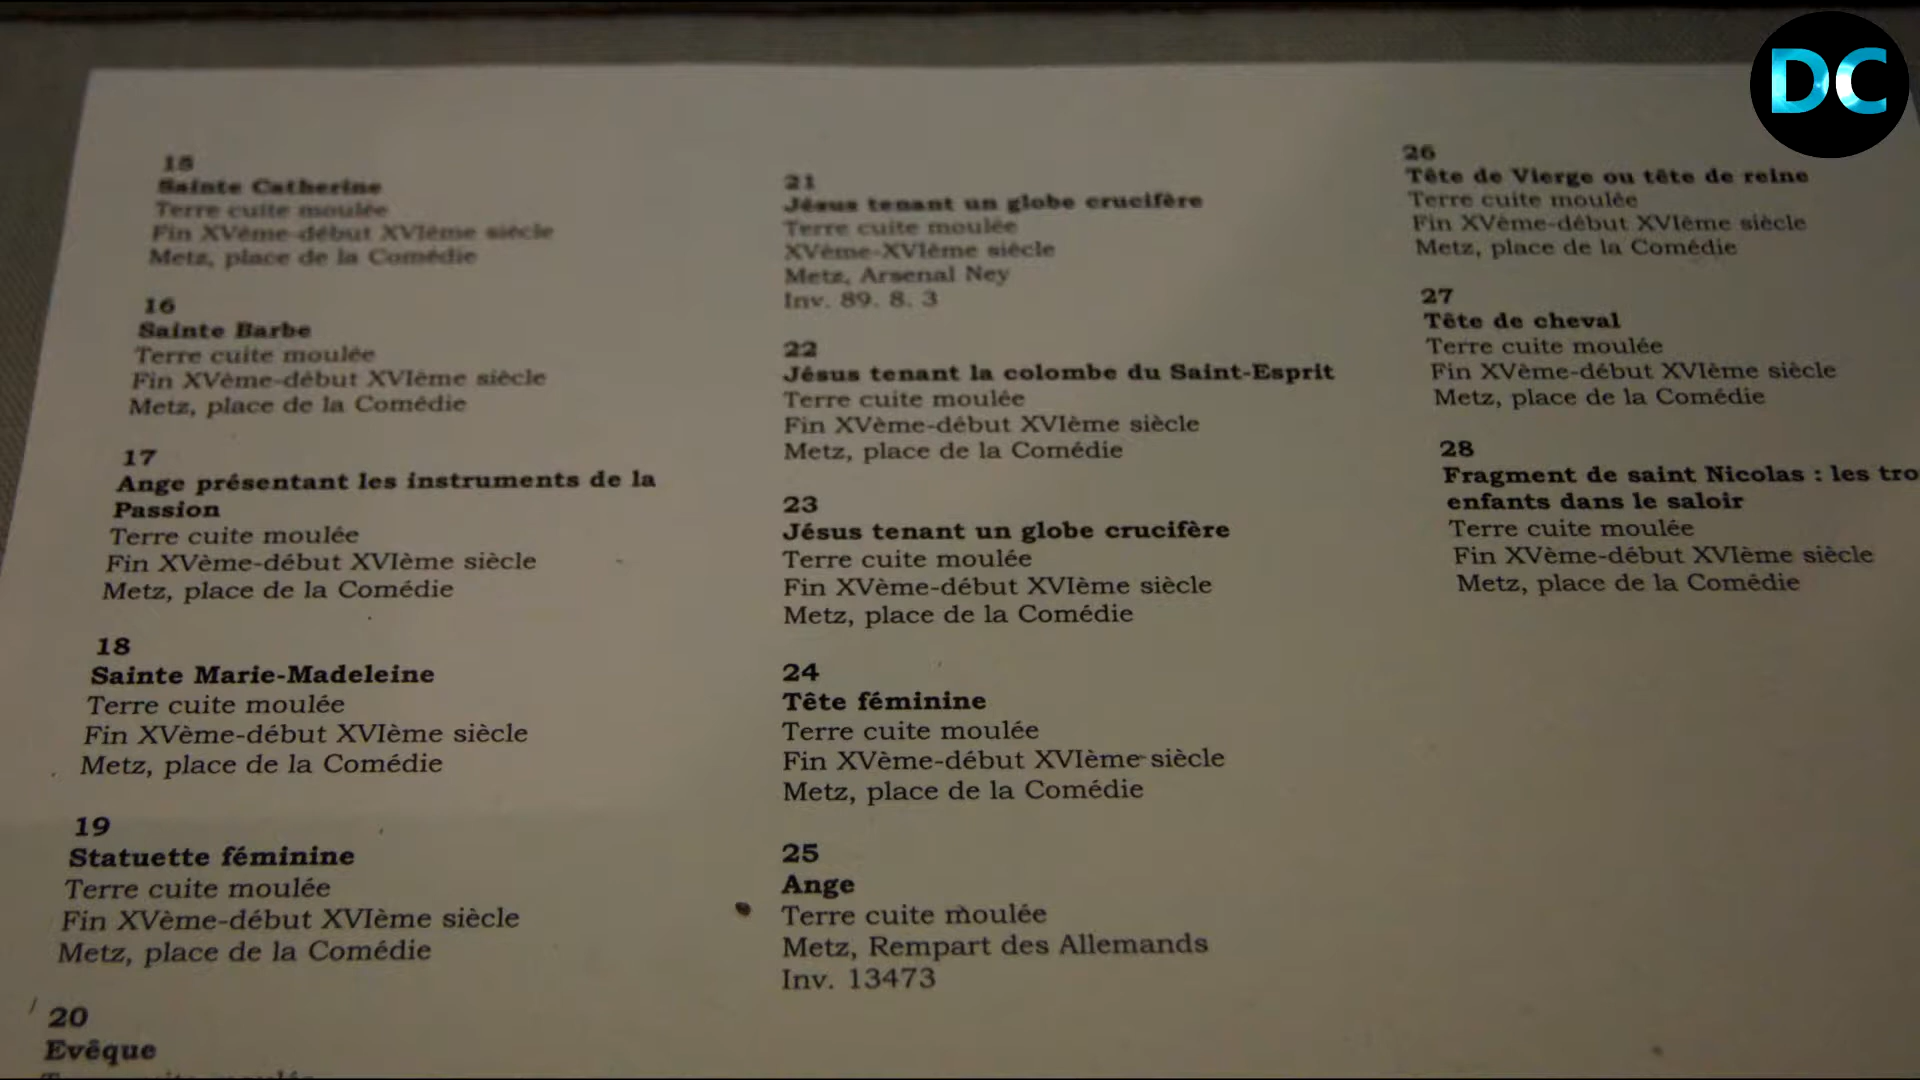 15
Sainte Catherine
Terre cuite moulée
Fin XVème-début XVIème siècle
Metz, place de la Comédie
16
Sainte Barbe
Terre cuite moulée
Fin XVème-début XVIème siècle
Metz, place de la Comédie
17
Ange présentant les instruments de la
Passion
Terre cuite moulée
Fin XVème-début XVIème siècle
Metz, place de la Comédie
18
Sainte Marie-Madeleine
Terre cuite moulée
Fin XVème-début XVIème siècle
Metz, place de la Comédie
19
Statuette féminine
Terre cuite moulée
Fin XVème-début XVIème siècle
Metz, place de la Comédie
20
Evêque
21
Jésus tenant un globe crucifère
Terre cuite moulée
XVème-XVIème siècle
Metz, Arsenal Ney
Inv. 89. 8. 3
22
Jésus tenant la colombe du Saint-Esprit
Terre cuite moulée
Fin XVème-début XVIème siècle
Metz, place de la Comédie
23
Jésus tenant un globe crucifère
Terre cuite moulée
Fin XVème-début XVIème siècle
Metz, place de la Comédie
24
Tête féminine
Terre cuite moulée
Fin XVème-début XVIème siècle
Metz, place de la Comédie
25
Ange
Terre cuite moulée
Metz, Rempart des Allemands
Inv. 13473
26
Tête de Vierge ou tête de reine
Terre cuite moulée
Fin XVème-début XVIème siècle
Metz, place de la Comédie
27
Tête de cheval
Terre cuite moulée
Fin XVème-début XVIème siècle
Metz, place de la Comédie
28
Fragment de saint Nicolas : les tro
enfants dans le saloir
Terre cuite moulée
Fin XVème-début XVIème siècle
Metz, place de la Comédie
DC